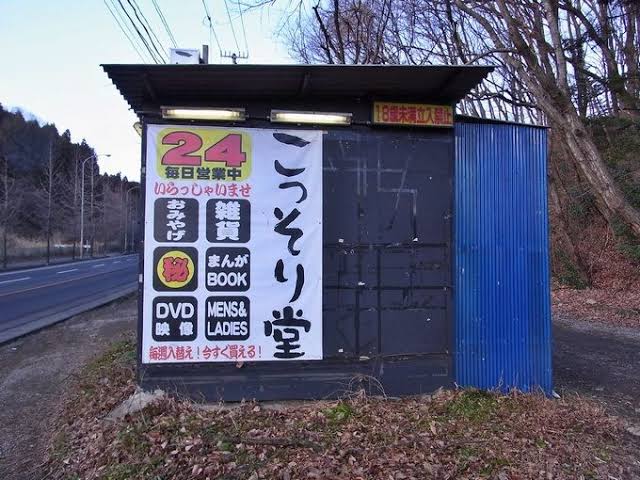 18歳未満立入禁止
24
毎日営業中
いらっしゃいませ
おみやげ
雑貨
㊙
まんが
BOOK
DVD
映像
MENS&
LADIES
毎週入替え!今すぐ買える!
こっそり堂